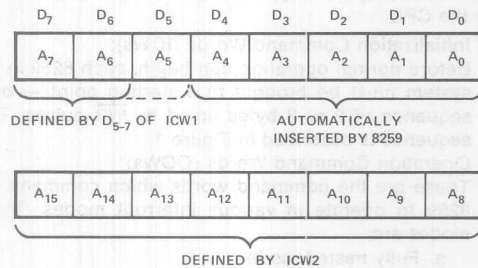 D7 D6 D5 D4 D3 D2 D1 D0
A7 A6 A5 A4 A3 A2 A1 A0
DEFINED BY D5-7 OF ICW1
AUTOMATICALLY
INSERTED BY 8259
A15 A14 A13 A12 A11 A10 A9 A8
DEFINED BY ICW2